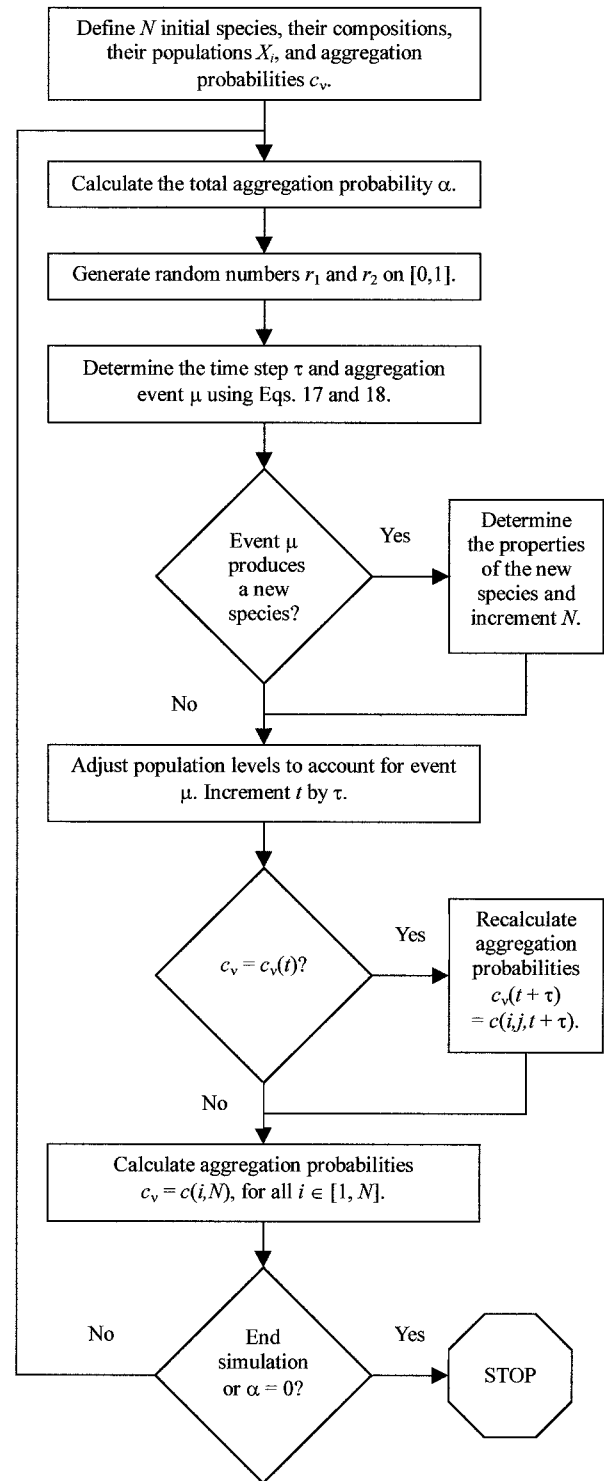 Define N initial species, their compositions,
their populations Xᵢ, and aggregation
probabilities cᵥ.
Calculate the total aggregation probability α.
Generate random numbers r₁ and r₂ on [0,1].
Determine the time step τ and aggregation
event μ using Eqs. 17 and 18.
Event μ
produces
a new
species?
Yes
Determine
the properties
of the new
species and
increment N.
No
Adjust population levels to account for event
μ. Increment t by τ.
cᵥ = cᵥ(t)?
Yes
Recalculate
aggregation
probabilities
cᵥ(t + τ)
= c(i,j,t + τ).
No
Calculate aggregation probabilities
cᵥ = c(i,N), for all i ∈ [1, N].
No
End
simulation
or α = 0?
Yes
STOP